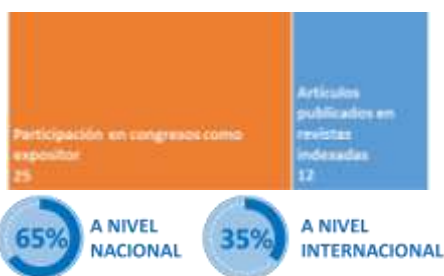 Participación en congresos como
expositor
25
Artículos
publicados en
revistas
indexadas
12
65%
A NIVEL
NACIONAL
35%
A NIVEL
INTERNACIONAL